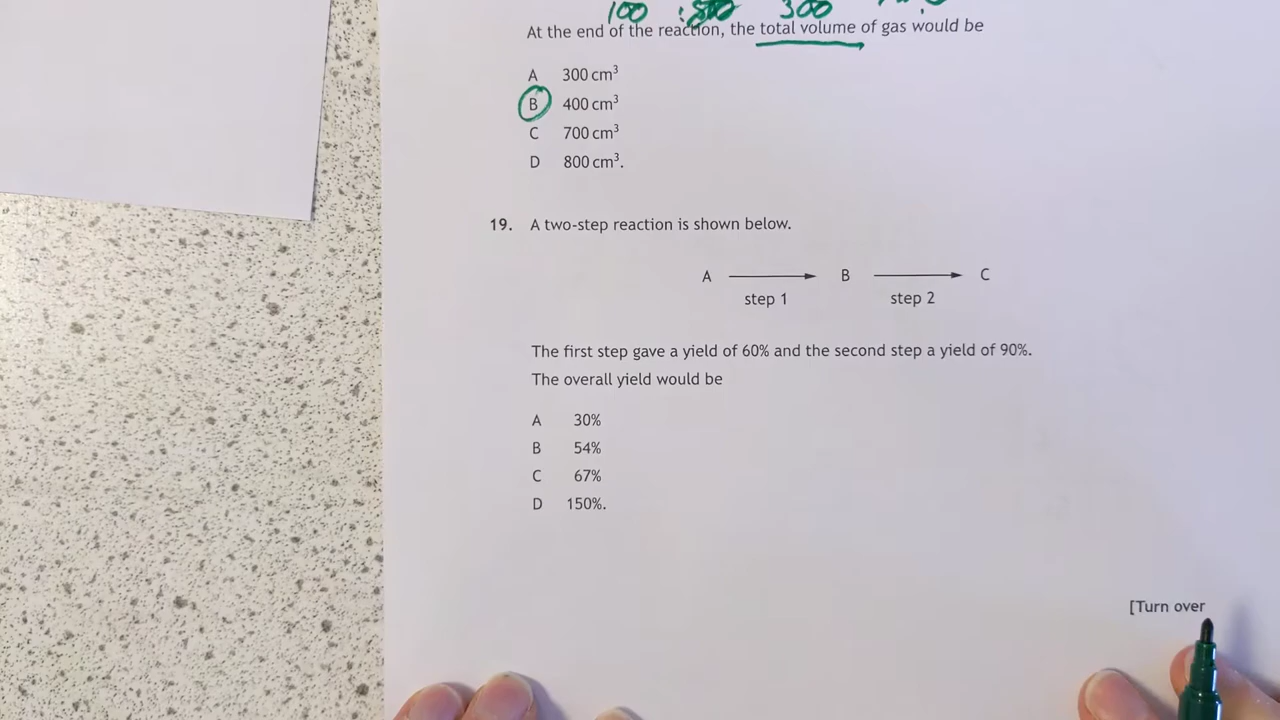 100 300
At the end of the reaction, the total volume of gas would be
A 300 cm³
B 400 cm³
C 700 cm³
D 800 cm³.
19. A two-step reaction is shown below.
A B C
step 1 step 2
The first step gave a yield of 60% and the second step a yield of 90%.
The overall yield would be
A 30%
B 54%
C 67%
D 150%.
[Turn over